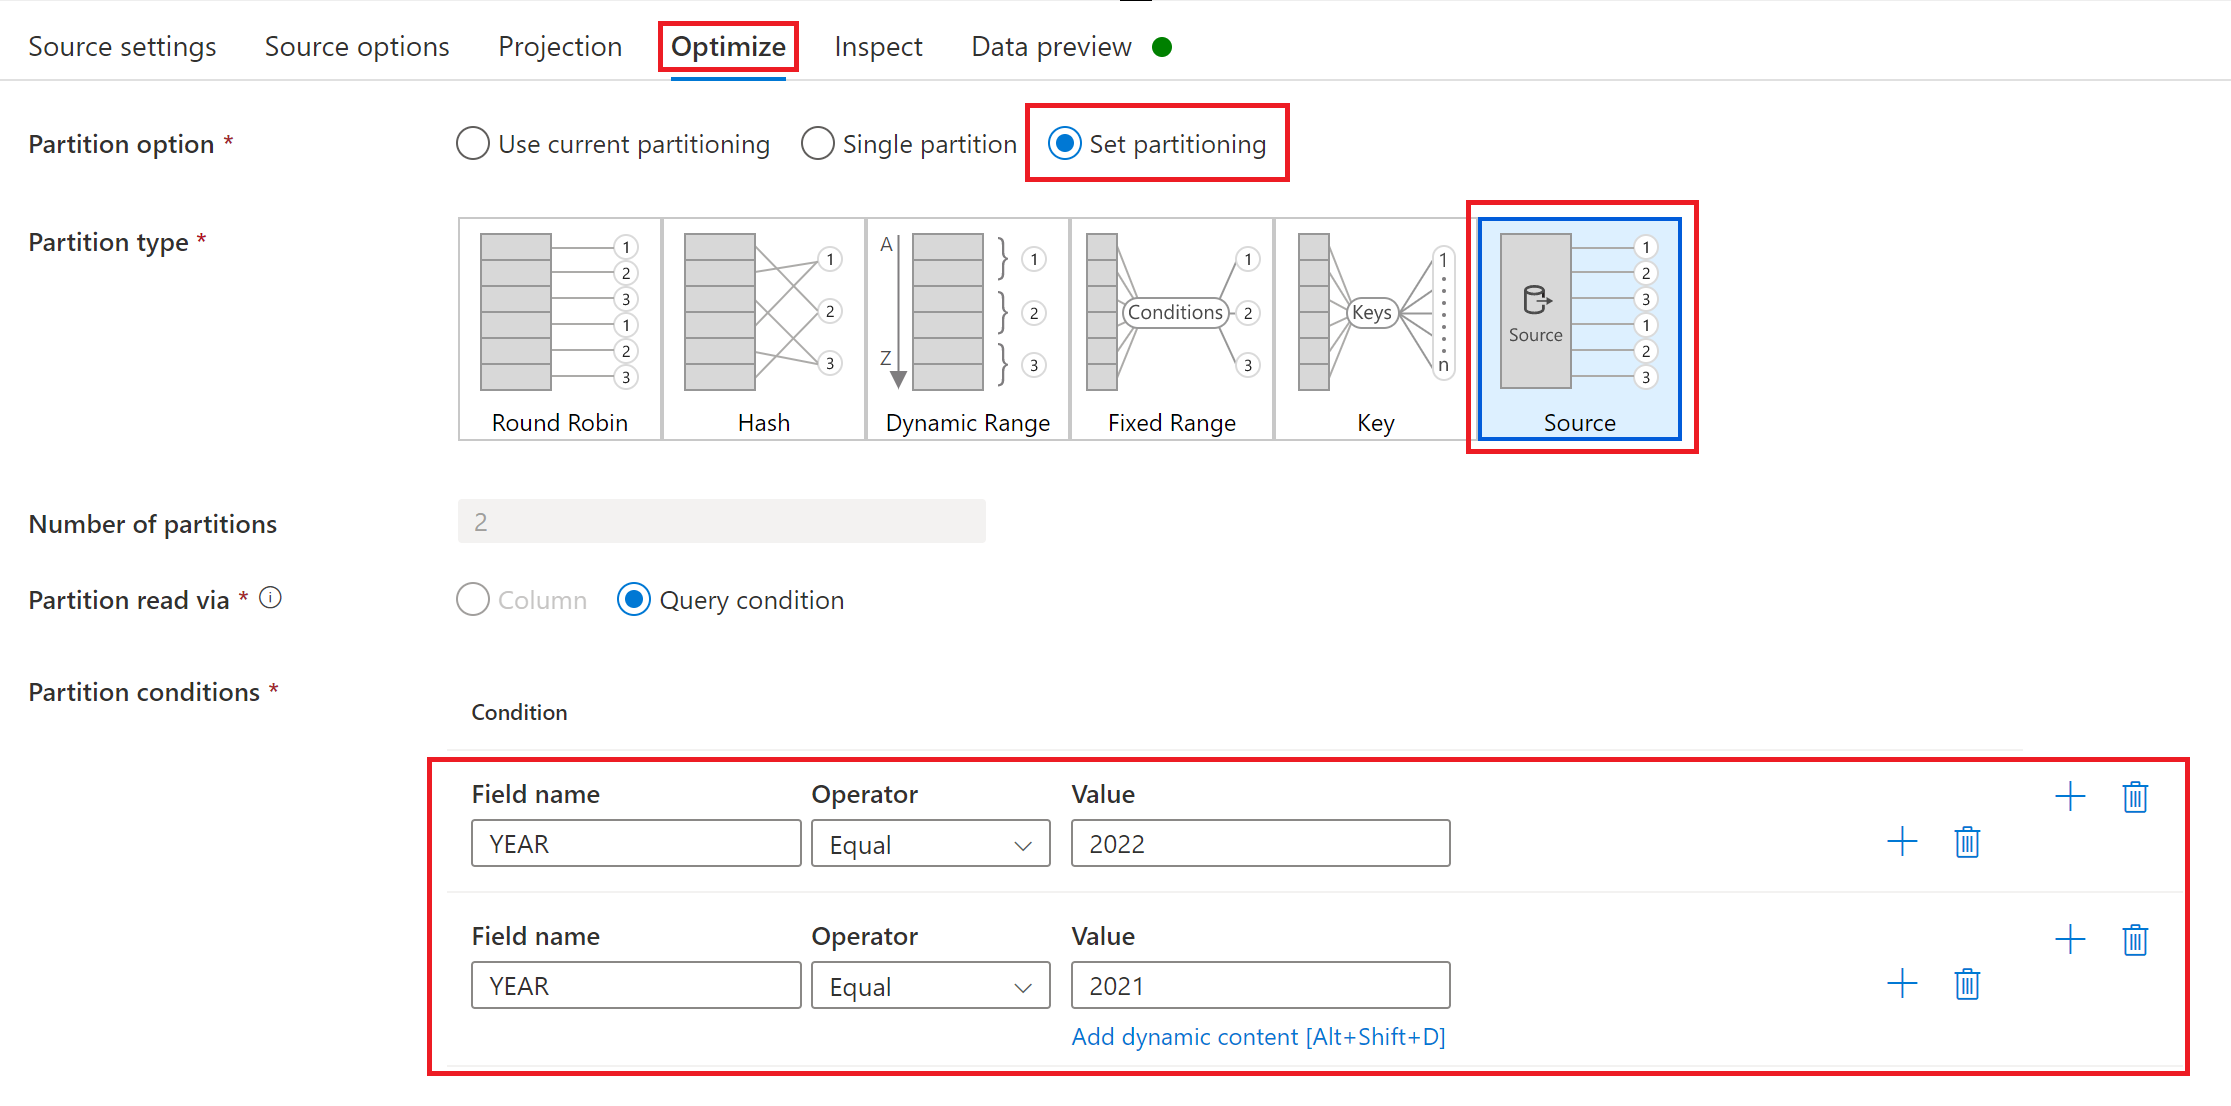 Source settings Source options Projection Optimize Inspect Data preview
Partition option * Use current partitioning Single partition Set partitioning
Partition type *
1 2 3 1 2 3
Round Robin
1 2 3
Hash
A Z 1 2 3
Dynamic Range
Conditions 1 2 3
Fixed Range
Keys 1 n
Key
Source 1 2 3 1 2 3
Source
Number of partitions 2
Partition read via * Column Query condition
Partition conditions *
Condition
Field name Operator Value
YEAR Equal 2022
Field name Operator Value
YEAR Equal 2021
Add dynamic content [Alt+Shift+D]